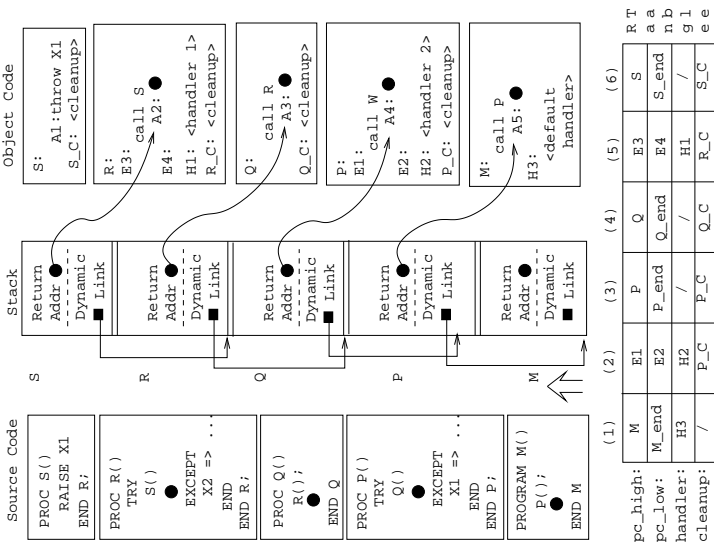 Source Code
PROC S()
RAISE X1
END R;
PROC R()
TRY
S()
EXCEPT
X2 => ...
END
END R;
PROC Q()
R();
END Q
PROC P()
TRY
Q()
EXCEPT
X1 => ...
END
END P;
PROGRAM M()
P();
END M
S
R
Q
P
M
Stack
Return
Addr
Dynamic
Link
Return
Addr
Dynamic
Link
Return
Addr
Dynamic
Link
Return
Addr
Dynamic
Link
Return
Addr
Dynamic
Link
Object Code
S:
A1:throw X1
S_C: <cleanup>
R:
E3:
call S
A2:
E4:
H1: <handler 1>
R_C: <cleanup>
Q:
call R
A3:
Q_C: <cleanup>
P:
E1:
call W
A4:
E2:
H2: <handler 2>
P_C: <cleanup>
M:
call P
A5:
H3:
<default
handler>
(1) (2) (3) (4) (5) (6)
pc_high: M E1 P Q E3 S R T
pc_low: M_end E2 P_end Q_end E4 S_end a a
n b
handler: H3 H2 / / H1 / g l
cleanup: / P_C P_C Q_C R_C S_C e e